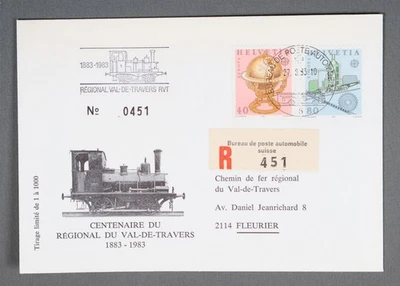 HELVETIA
HELVETIA
40
80
1883-1983
RÉGIONAL VAL-DE-TRAVERS RVT
No 0451
Bureau de poste automobile
suisse
R 451
Chemin de fer régional
du Val-de-Travers
Av. Daniel Jeanrichard 8
2114 FLEURIER
CENTENAIRE DU
RÉGIONAL DU VAL-DE-TRAVERS
1883 - 1983
Tirage limité de 1 à 1000